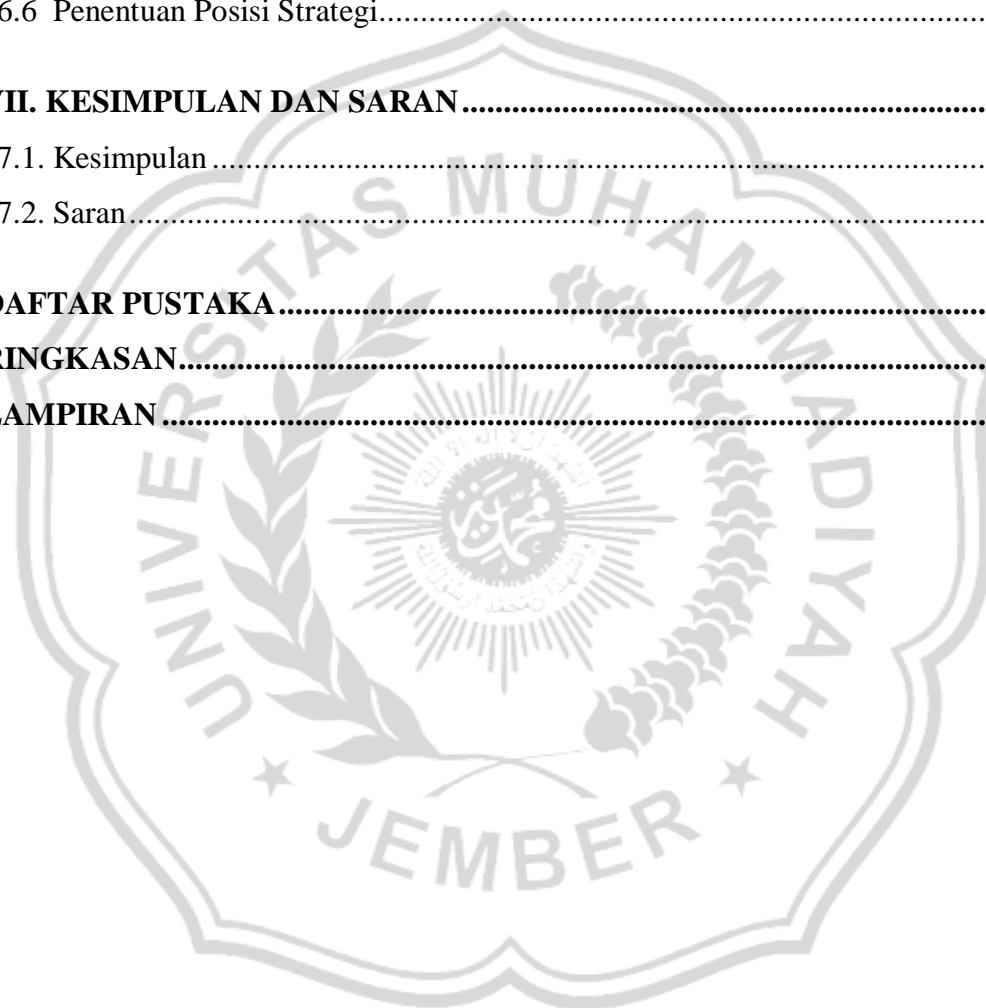 6.6 Penentuan Posisi Strategi
VII. KESIMPULAN DAN SARAN
7.1. Kesimpulan
7.2. Saran
DAFTAR PUSTAKA
RINGKASAN
LAMPIRAN
UNIVERSITAS MUHAMMADIYAH
JEMBER